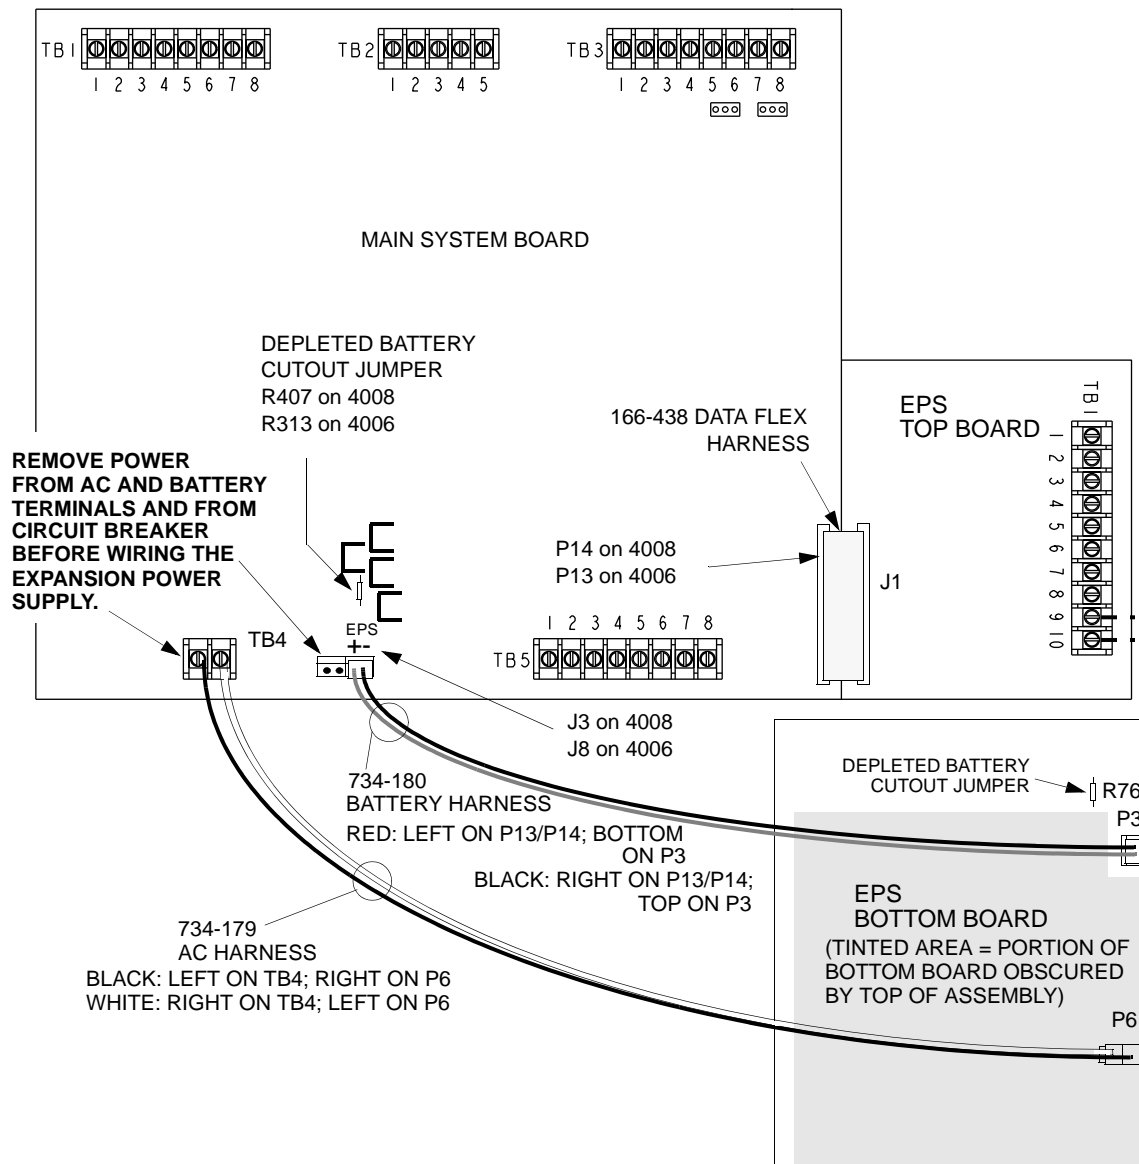 TB1
TB2
TB3
1 2 3 4 5 6 7 8
1 2 3 4 5
1 2 3 4 5 6 7 8
MAIN SYSTEM BOARD
DEPLETED BATTERY
CUTOUT JUMPER
R407 on 4008
R313 on 4006
166-438 DATA FLEX
HARNESS
EPS
TOP BOARD
TB1
1
2
3
4
5
6
7
8
9
10
REMOVE POWER
FROM AC AND BATTERY
TERMINALS AND FROM
CIRCUIT BREAKER
BEFORE WIRING THE
EXPANSION POWER
SUPPLY.
P14 on 4008
P13 on 4006
J1
TB4
EPS
+-
1 2 3 4 5 6 7 8
TB5
J3 on 4008
J8 on 4006
734-180
BATTERY HARNESS
RED: LEFT ON P13/P14; BOTTOM
ON P3
BLACK: RIGHT ON P13/P14;
TOP ON P3
DEPLETED BATTERY
CUTOUT JUMPER
R76
P3
734-179
AC HARNESS
BLACK: LEFT ON TB4; RIGHT ON P6
WHITE: RIGHT ON TB4; LEFT ON P6
EPS
BOTTOM BOARD
(TINTED AREA = PORTION OF
BOTTOM BOARD OBSCURED
BY TOP OF ASSEMBLY)
P6